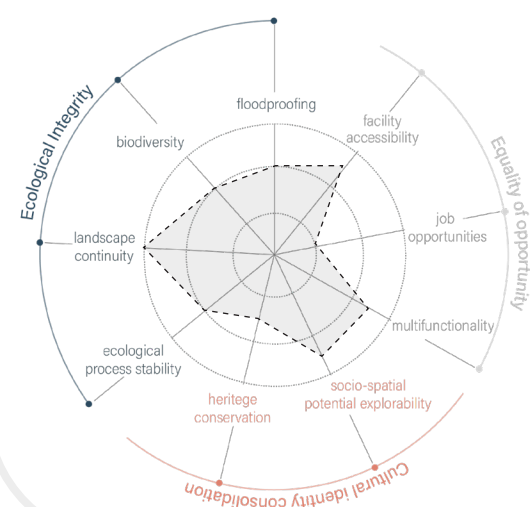 floodproofing
facility
accessibility
job
opportunities
multifunctionality
socio-spatial
potential explorability
heritege
conservation
ecological
process stability
landscape
continuity
biodiversity
Ecological Integrity
Equality of opportunity
Cultural identity consolidation